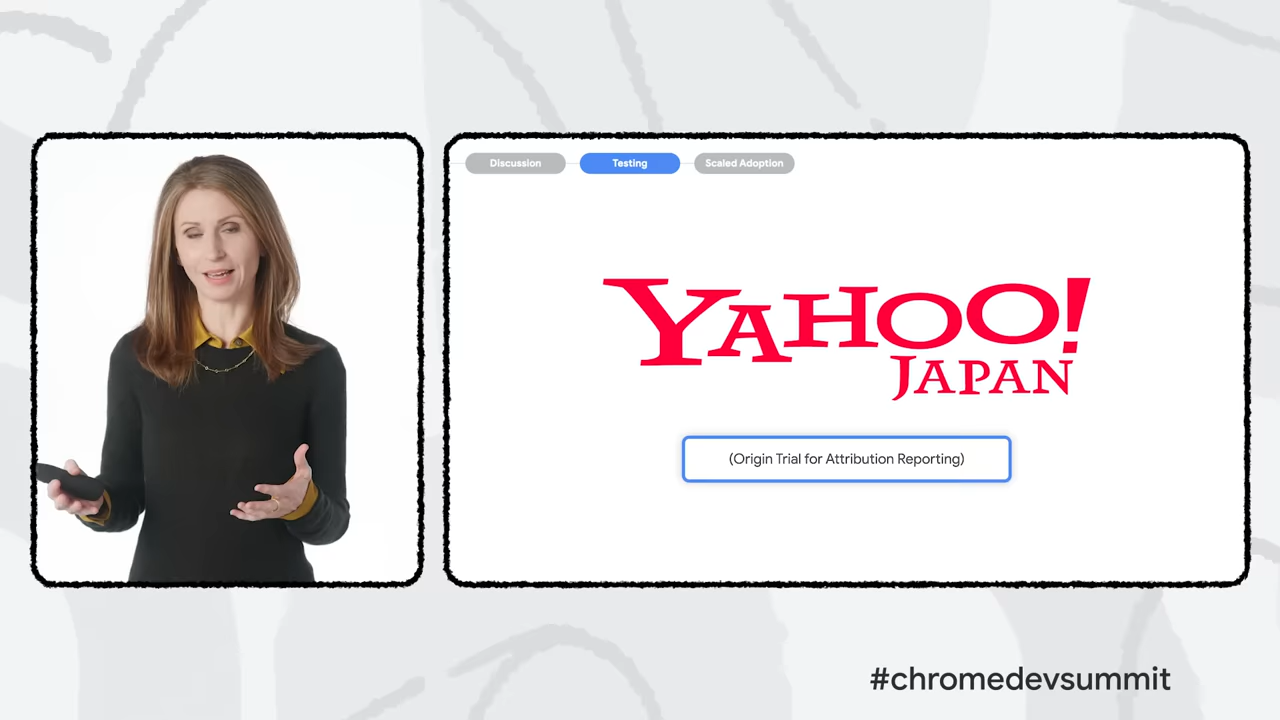 Discussion
Testing
Scaled Adoption
YAHOO!
JAPAN
(Origin Trial for Attribution Reporting)
#chromedevsummit